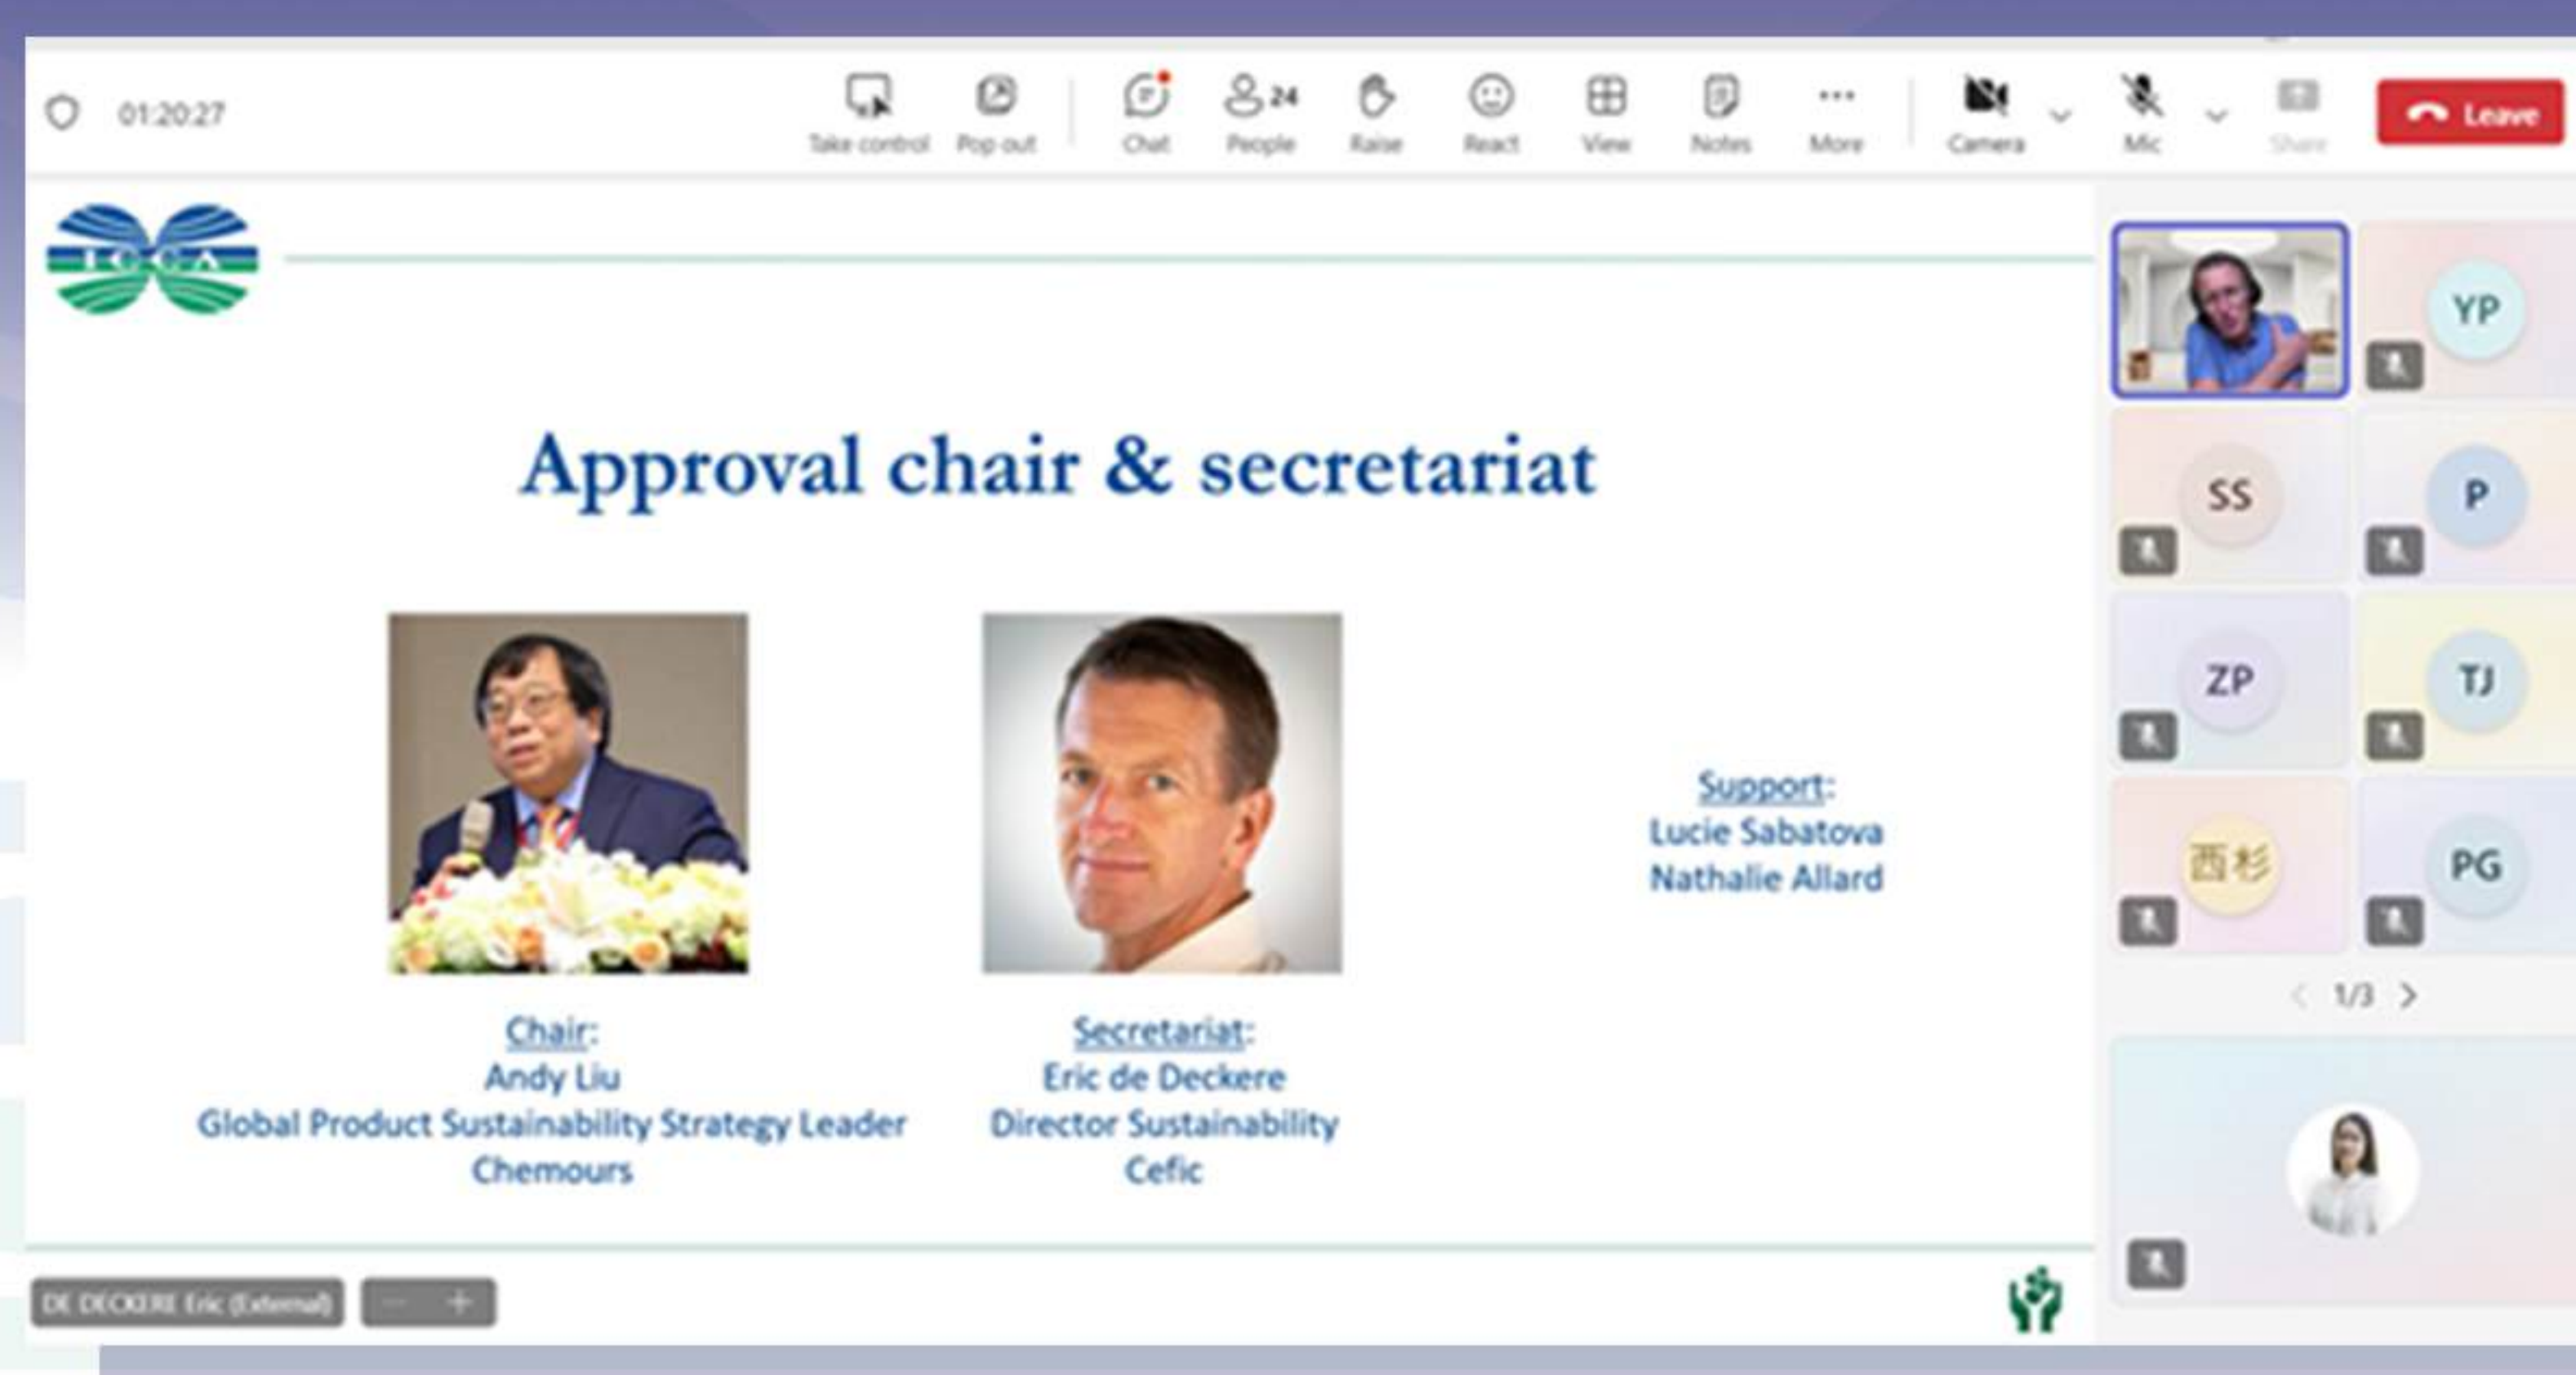 01:20:27
Take control
Pop out
Chat
24
People
Raise
React
View
Notes
More
Camera
Mic
Share
Leave
ICCA
Approval chair & secretariat
Chair:
Andy Liu
Global Product Sustainability Strategy Leader
Chemours
Secretariat:
Eric de Deckere
Director Sustainability
Cefic
Support:
Lucie Sabatova
Nathalie Allard
DE DECKERE Eric (External)
YP
SS
P
ZP
TJ
西杉
PG
1/3